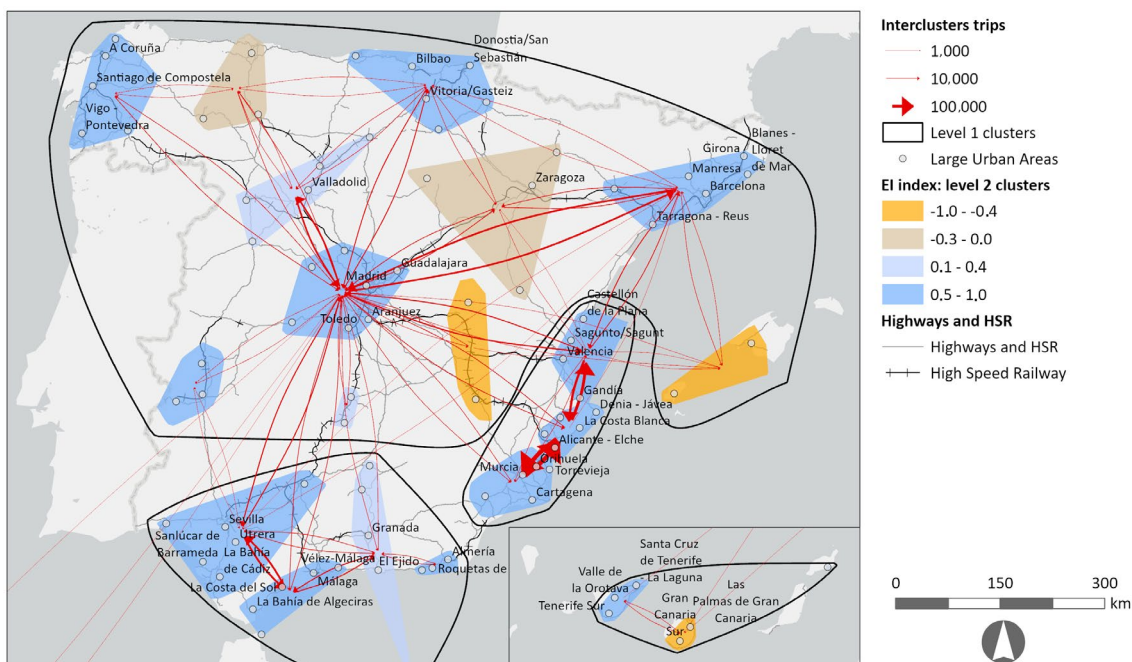 A Coruña
Santiago de Compostela
Vigo -
Pontevedra
Bilbao
Donostia/San
Sebastián
Vitoria/Gasteiz
Valladolid
Zaragoza
Blanes -
Girona
Lloret
Manresa
de Mar
Barcelona
Tarragona - Reus
Guadalajara
Madrid
Toledo
Aranjuez
Castellón
de la Plana
Sagunto/Sagunt
Valencia
Gandía
Denia - Jávea
La Costa Blanca
Alicante - Elche
Orihuela
Murcia
Torrevieja
Cartagena
Sevilla
Utrera
Sanlúcar de
Barrameda
La Bahía
de Cádiz
La Costa del Sol
La Bahía de Algeciras
Granada
Vélez-Málaga
Málaga
El Ejido
Almería
Roquetas de
Santa Cruz
de Tenerife
- La Laguna
Valle de
la Orotava
Tenerife Sur
Gran
Canaria
Sur
Las
Palmas de Gran
Canaria
Interclusters trips
1,000
10,000
100.000
Level 1 clusters
Large Urban Areas
EI index: level 2 clusters
-1.0 - -0.4
-0.3 - 0.0
0.1 - 0.4
0.5 - 1.0
Highways and HSR
Highways and HSR
High Speed Railway
0 150 300
km